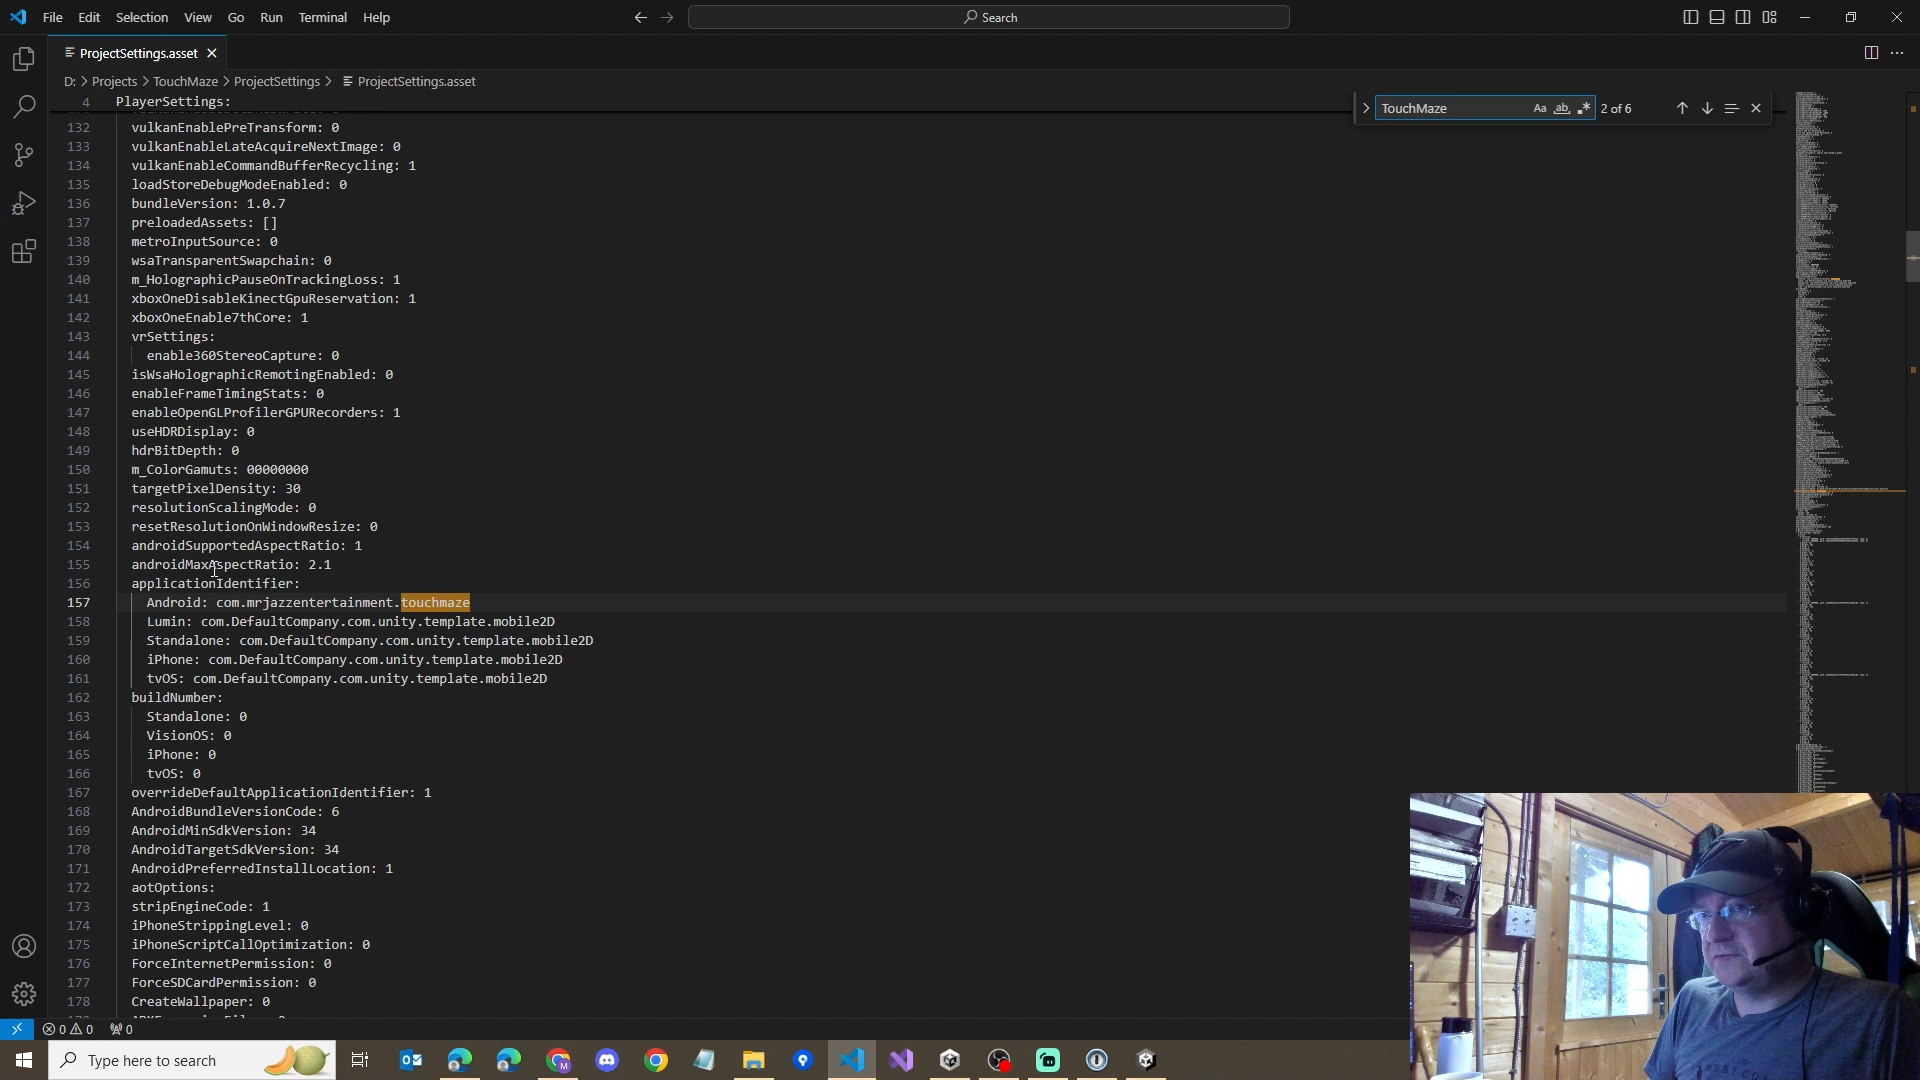 File Edit Selection View Go Run Terminal Help
Search
ProjectSettings.asset
D: > Projects > TouchMaze > ProjectSettings > ProjectSettings.asset
TouchMaze Aa ab .* 2 of 6
4 PlayerSettings:
132 vulkanEnablePreTransform: 0
133 vulkanEnableLateAcquireNextImage: 0
134 vulkanEnableCommandBufferRecycling: 1
135 loadStoreDebugModeEnabled: 0
136 bundleVersion: 1.0.7
137 preloadedAssets: []
138 metroInputSource: 0
139 wsaTransparentSwapchain: 0
140 m_HolographicPauseOnTrackingLoss: 1
141 xboxOneDisableKinectGpuReservation: 1
142 xboxOneEnable7thCore: 1
143 vrSettings:
144 enable360StereoCapture: 0
145 isWsaHolographicRemotingEnabled: 0
146 enableFrameTimingStats: 0
147 enableOpenGLProfilerGPURecorders: 1
148 useHDRDisplay: 0
149 hdrBitDepth: 0
150 m_ColorGamuts: 00000000
151 targetPixelDensity: 30
152 resolutionScalingMode: 0
153 resetResolutionOnWindowResize: 0
154 androidSupportedAspectRatio: 1
155 androidMaxAspectRatio: 2.1
156 applicationIdentifier:
157 Android: com.mrjazzentertainment.touchmaze
158 Lumin: com.DefaultCompany.com.unity.template.mobile2D
159 Standalone: com.DefaultCompany.com.unity.template.mobile2D
160 iPhone: com.DefaultCompany.com.unity.template.mobile2D
161 tvOS: com.DefaultCompany.com.unity.template.mobile2D
162 buildNumber:
163 Standalone: 0
164 VisionOS: 0
165 iPhone: 0
166 tvOS: 0
167 overrideDefaultApplicationIdentifier: 1
168 AndroidBundleVersionCode: 6
169 AndroidMinSdkVersion: 34
170 AndroidTargetSdkVersion: 34
171 AndroidPreferredInstallLocation: 1
172 aotOptions:
173 stripEngineCode: 1
174 iPhoneStrippingLevel: 0
175 iPhoneScriptCallOptimization: 0
176 ForceInternetPermission: 0
177 ForceSDCardPermission: 0
178 CreateWallpaper: 0
0 0 0
Type here to search